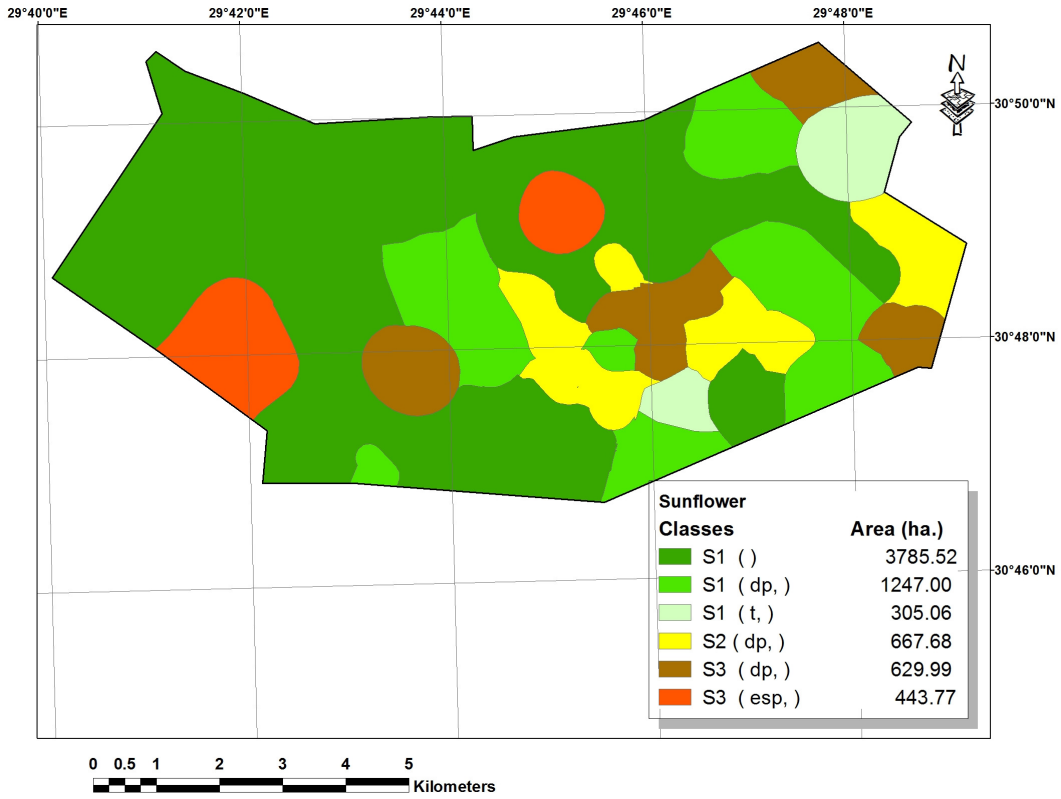 29°40'0"E 29°42'0"E 29°44'0"E 29°46'0"E 29°48'0"E
N
30°50'0"N
30°48'0"N
30°46'0"N
Sunflower
Classes Area (ha.)
S1 ( ) 3785.52
S1 ( dp, ) 1247.00
S1 ( t, ) 305.06
S2 ( dp, ) 667.68
S3 ( dp, ) 629.99
S3 ( esp, ) 443.77
0 0.5 1 2 3 4 5
Kilometers